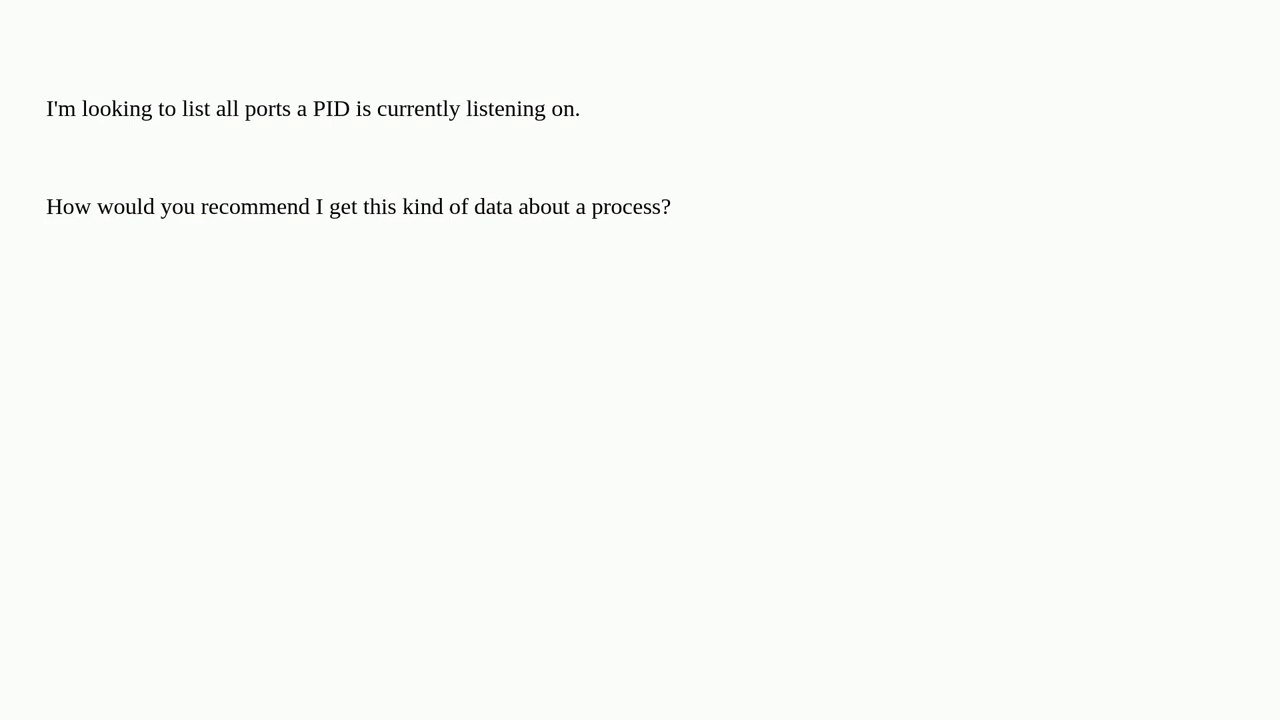 I'm looking to list all ports a PID is currently listening on.
How would you recommend I get this kind of data about a process?